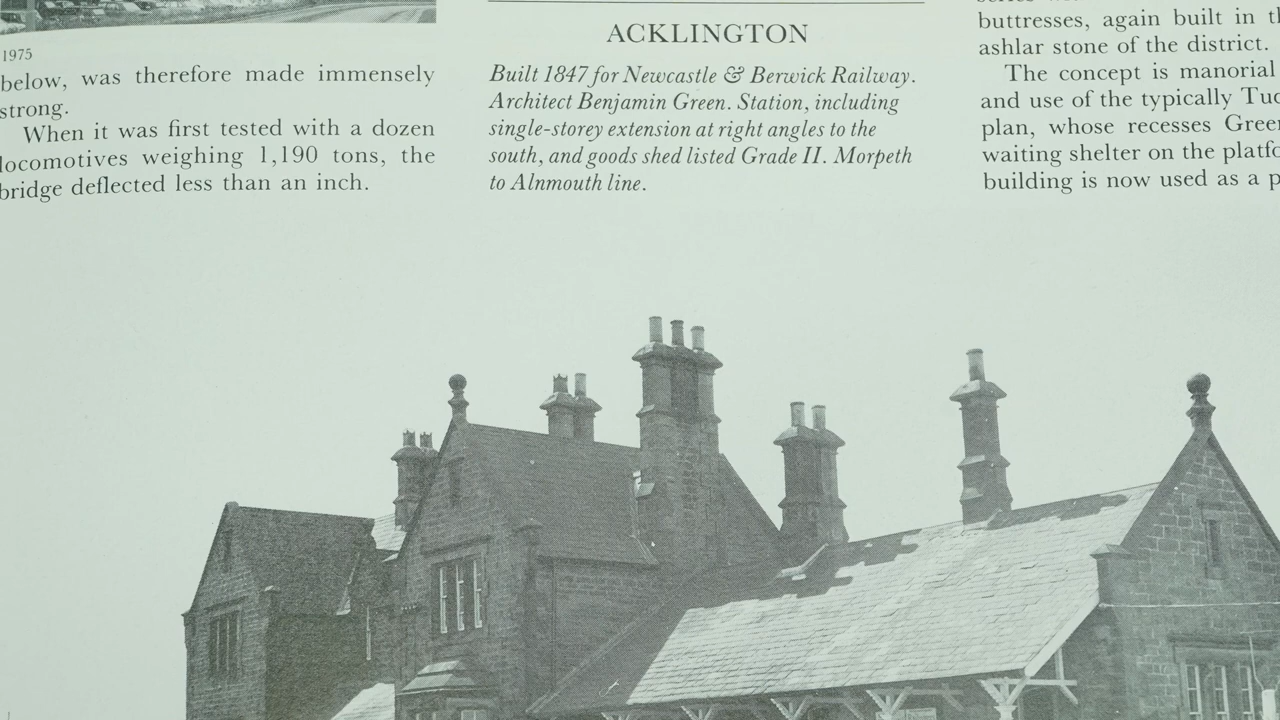 1975
below, was therefore made immensely
strong.
When it was first tested with a dozen
locomotives weighing 1,190 tons, the
bridge deflected less than an inch.
ACKLINGTON
Built 1847 for Newcastle & Berwick Railway.
Architect Benjamin Green. Station, including
single-storey extension at right angles to the
south, and goods shed listed Grade II. Morpeth
to Alnmouth line.
buttresses, again built in
ashlar stone of the district.
The concept is manorial
and use of the typically
plan, whose recesses
waiting shelter on the
building is now used as a